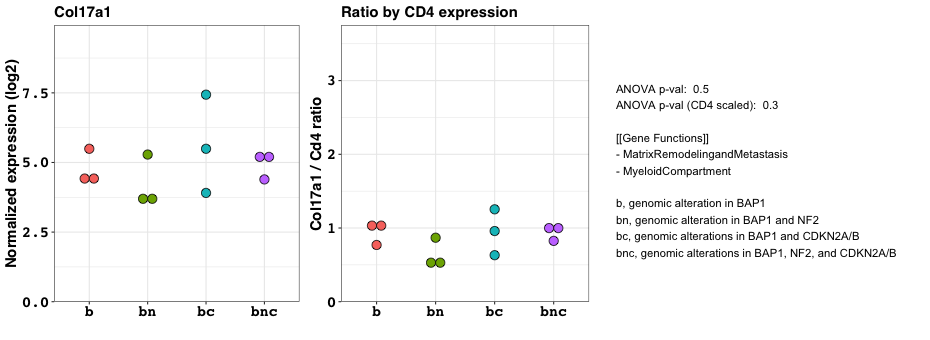 Col17a1
Normalized expression (log2)
7.5
5.0
2.5
0.0
b bn bc bnc
Ratio by CD4 expression
Col17a1 / Cd4 ratio
3
2
1
0
b bn bc bnc
ANOVA p-val: 0.5
ANOVA p-val (CD4 scaled): 0.3
[[Gene Functions]]
- MatrixRemodelingandMetastasis
- MyeloidCompartment
b, genomic alteration in BAP1
bn, genomic alteration in BAP1 and NF2
bc, genomic alterations in BAP1 and CDKN2A/B
bnc, genomic alterations in BAP1, NF2, and CDKN2A/B